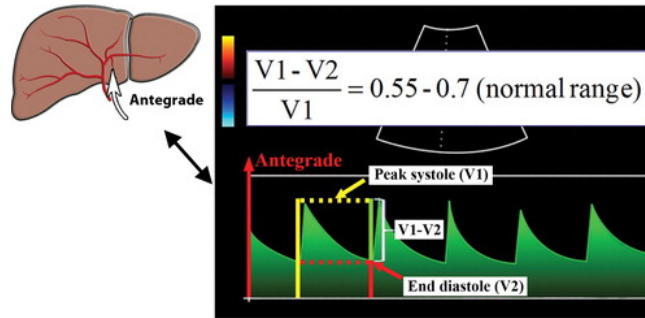 Antegrade
V1 - V2
V1
= 0.55 - 0.7 (normal range)
Antegrade
Peak systole (V1)
V1-V2
End diastole (V2)